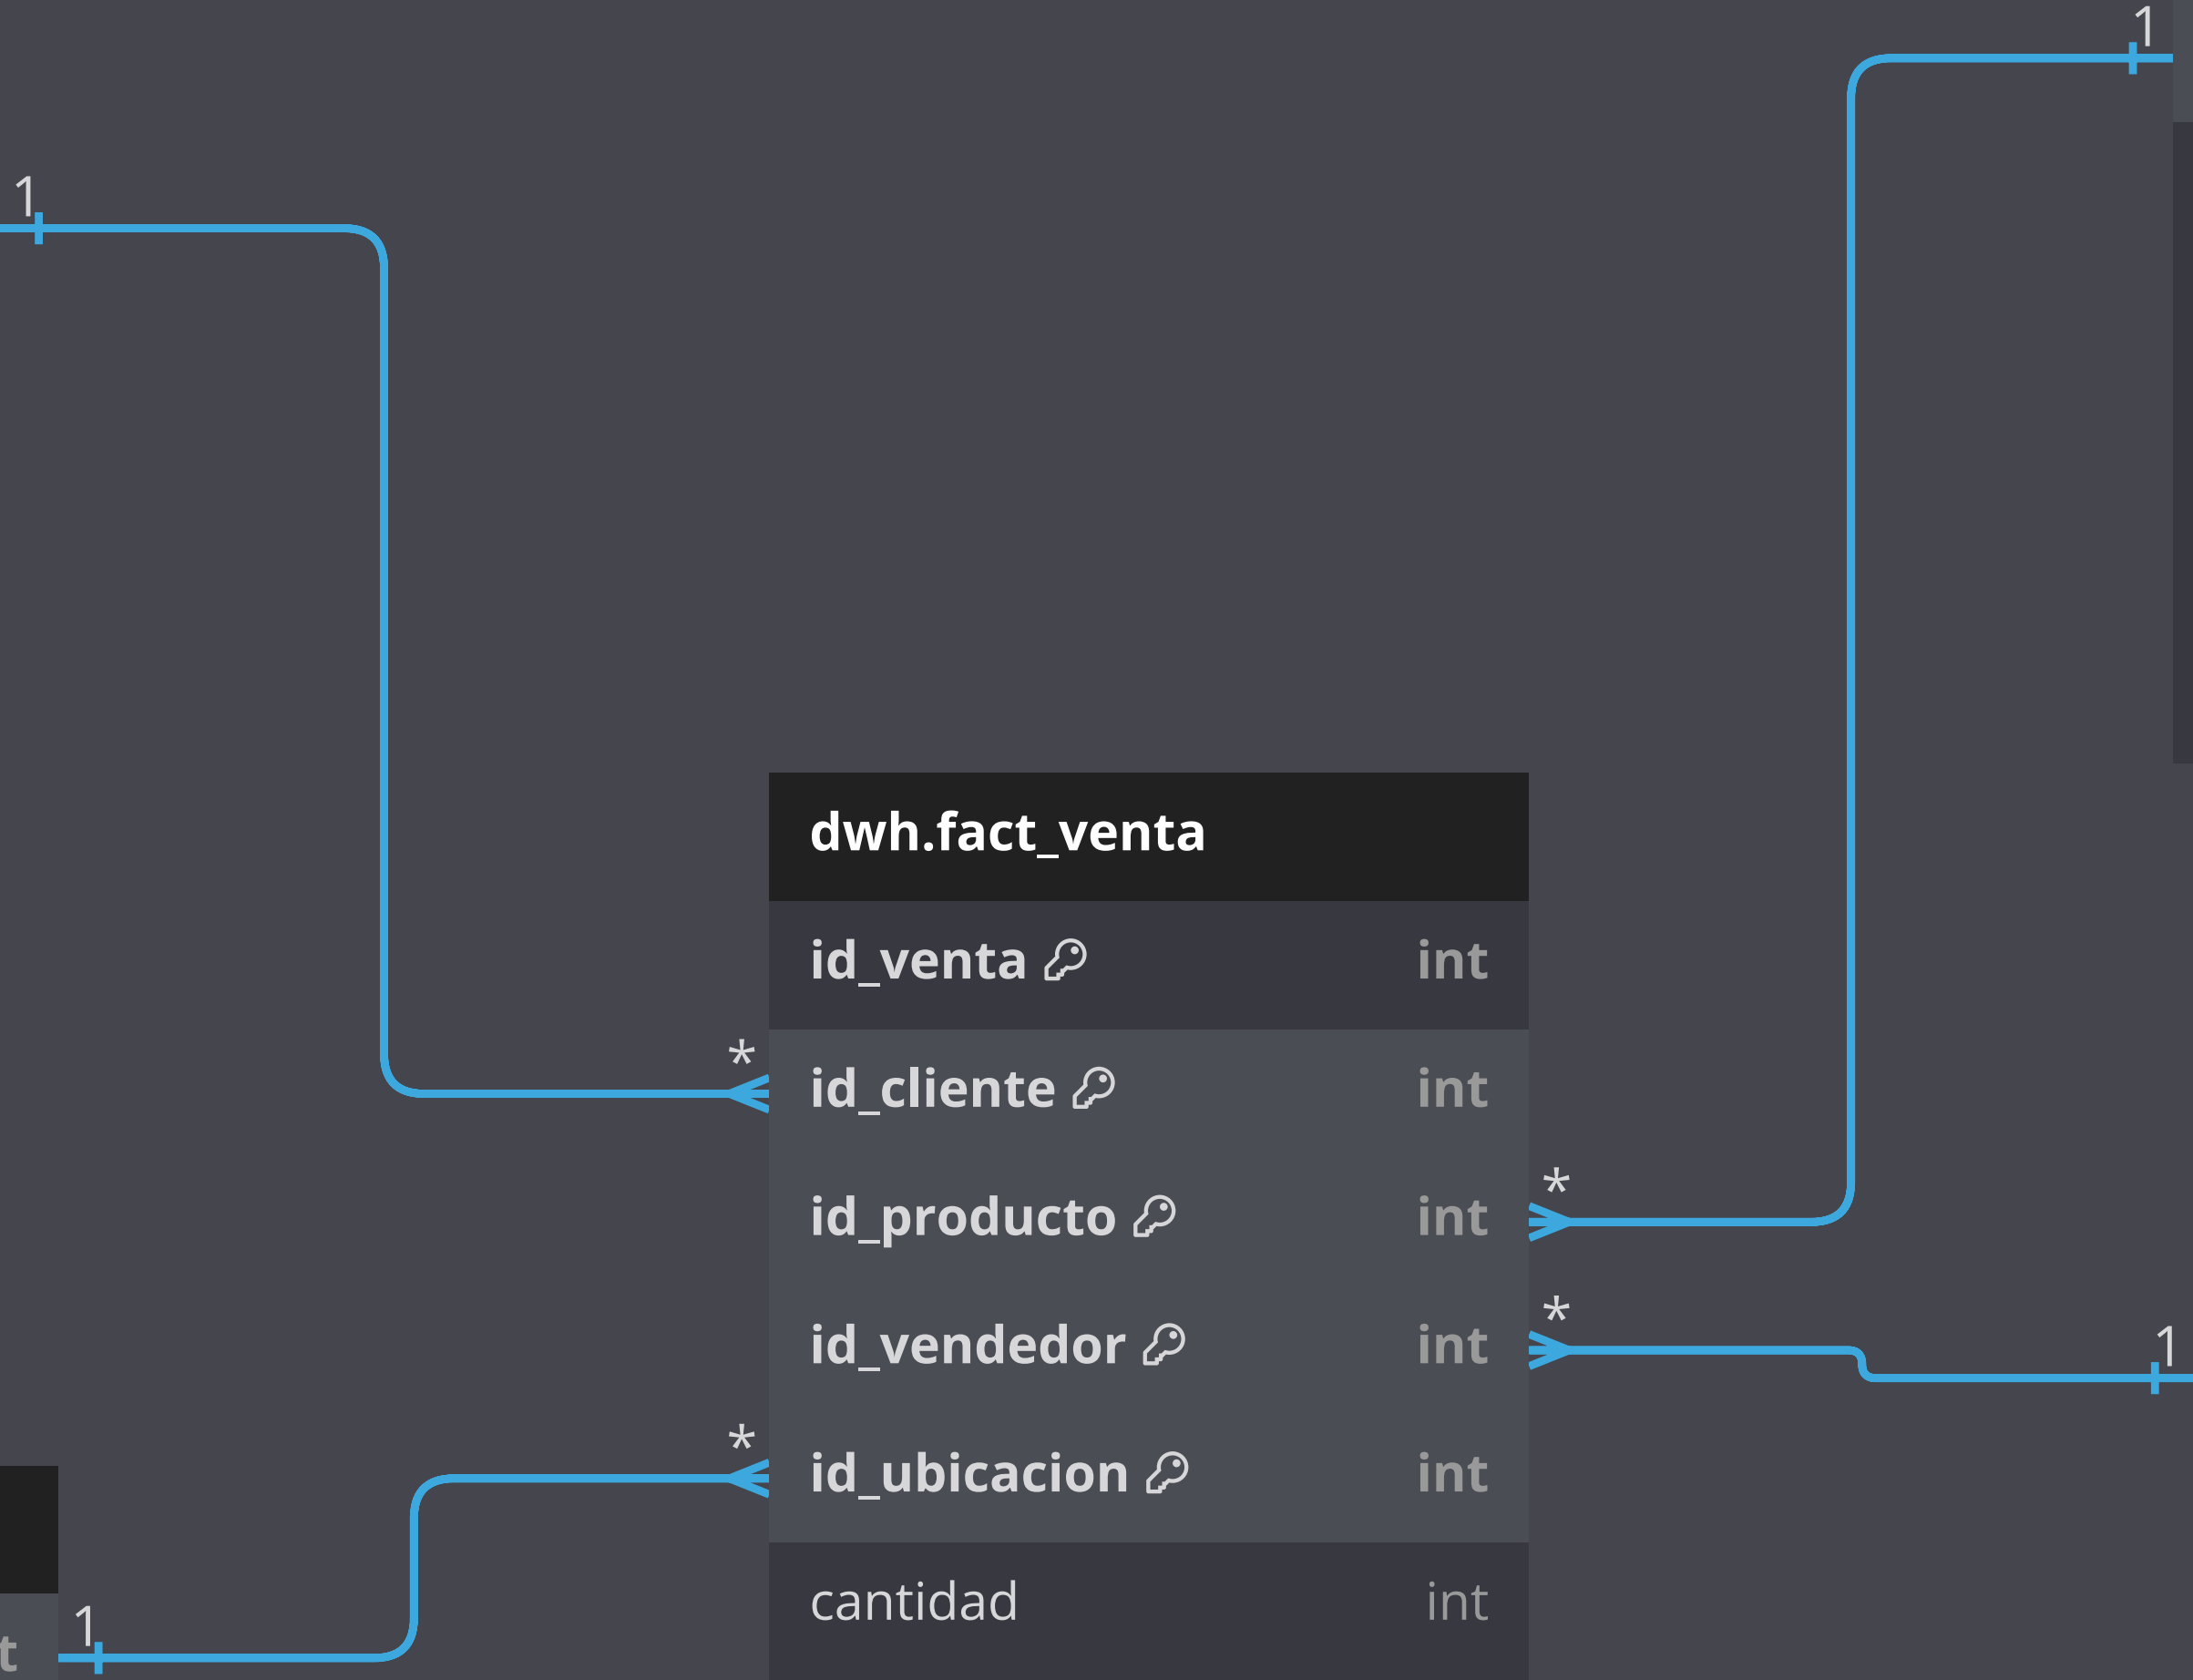 1
1
dwh.fact_venta
id_venta int
*
id_cliente int
*
id_producto int
*
id_vendedor int
1
*
id_ubicacion int
cantidad int
1
t